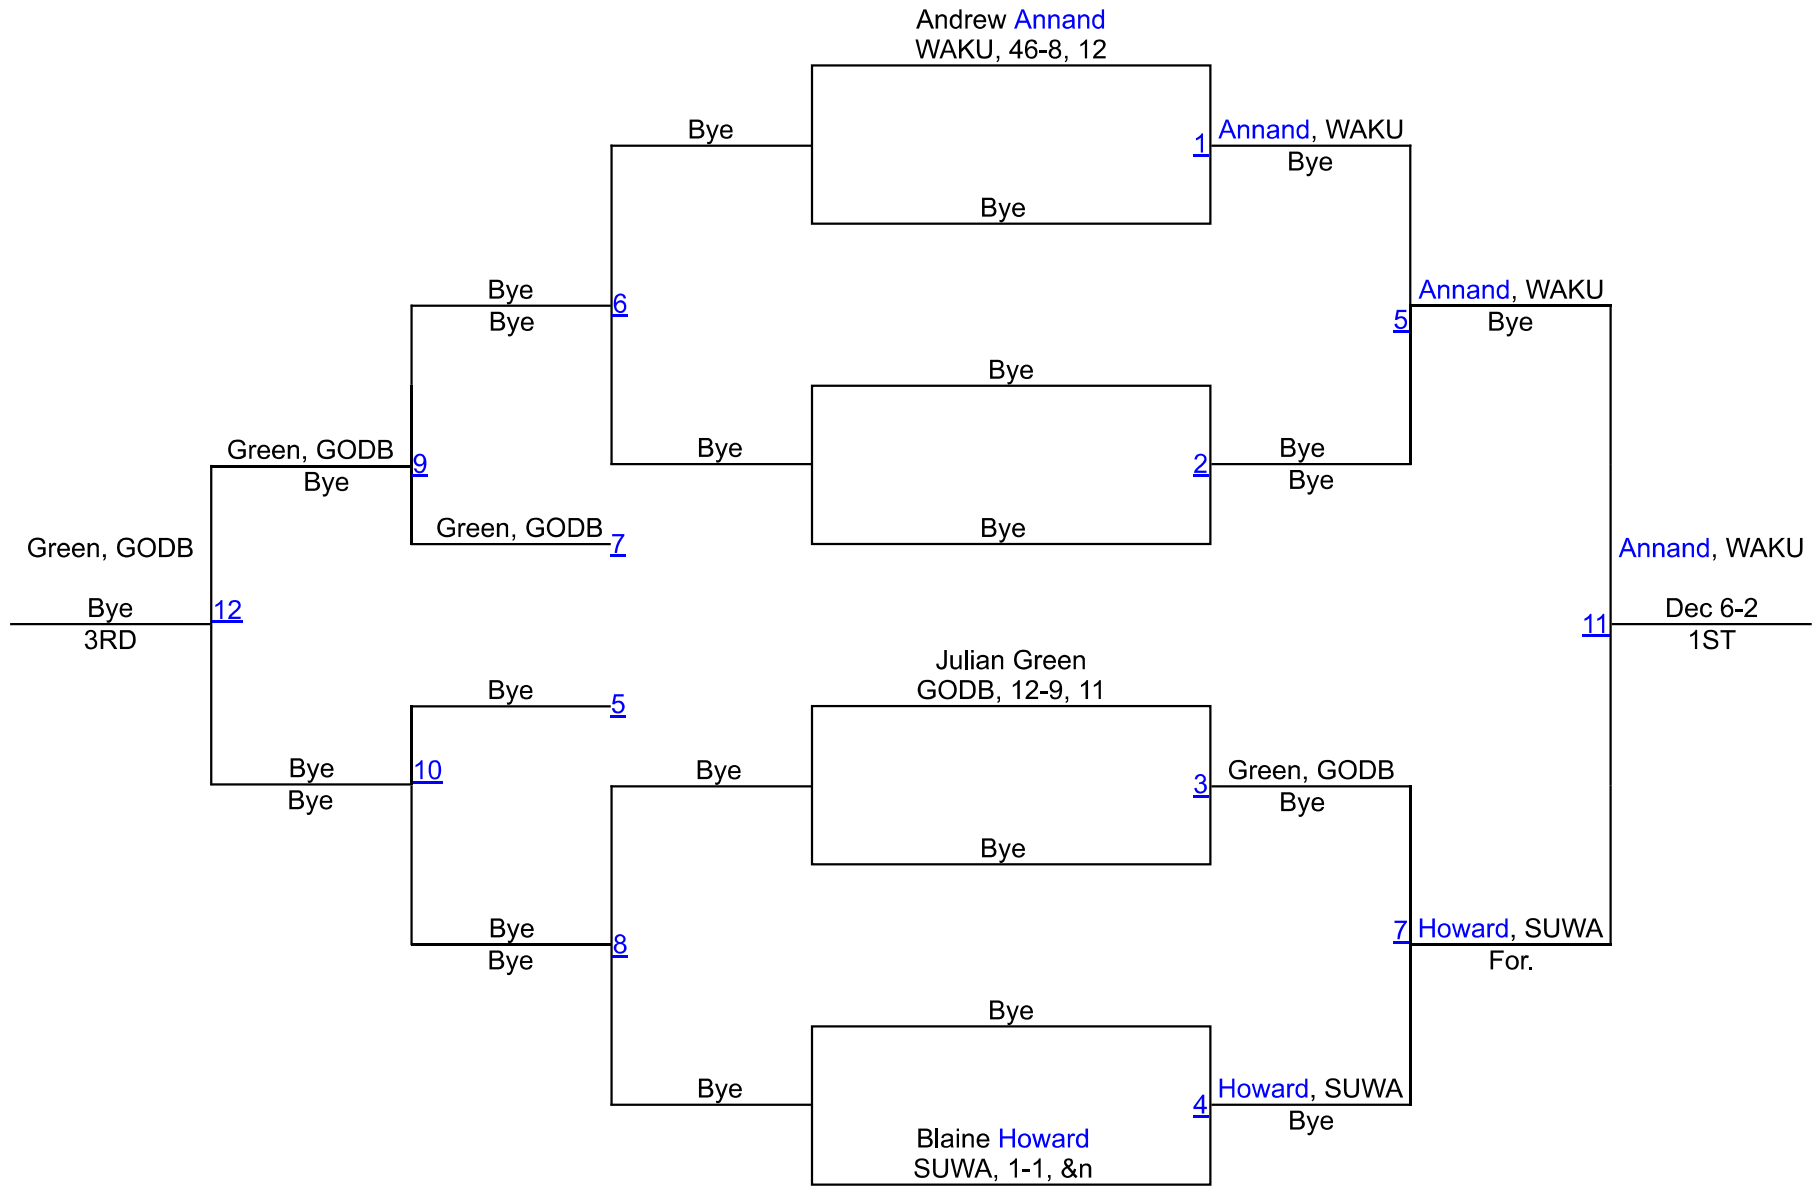 Andrew Annand
WAKU, 46-8, 12
Bye
1
Annand, WAKU
Bye
Bye
Bye
Bye
6
Annand, WAKU
5
Bye
Bye
Green, GODB
Bye
9
Bye
2
Bye
Bye
Bye
Green, GODB
7
Green, GODB
Bye
12
3RD
Annand, WAKU
Dec 6-2
11
1ST
Julian Green
GODB, 12-9, 11
Bye
5
Bye
Bye
10
Bye
3
Green, GODB
Bye
Bye
Bye
Bye
8
7
Howard, SUWA
For.
Bye
Bye
4
Howard, SUWA
Bye
Blaine Howard
SUWA, 1-1, &n